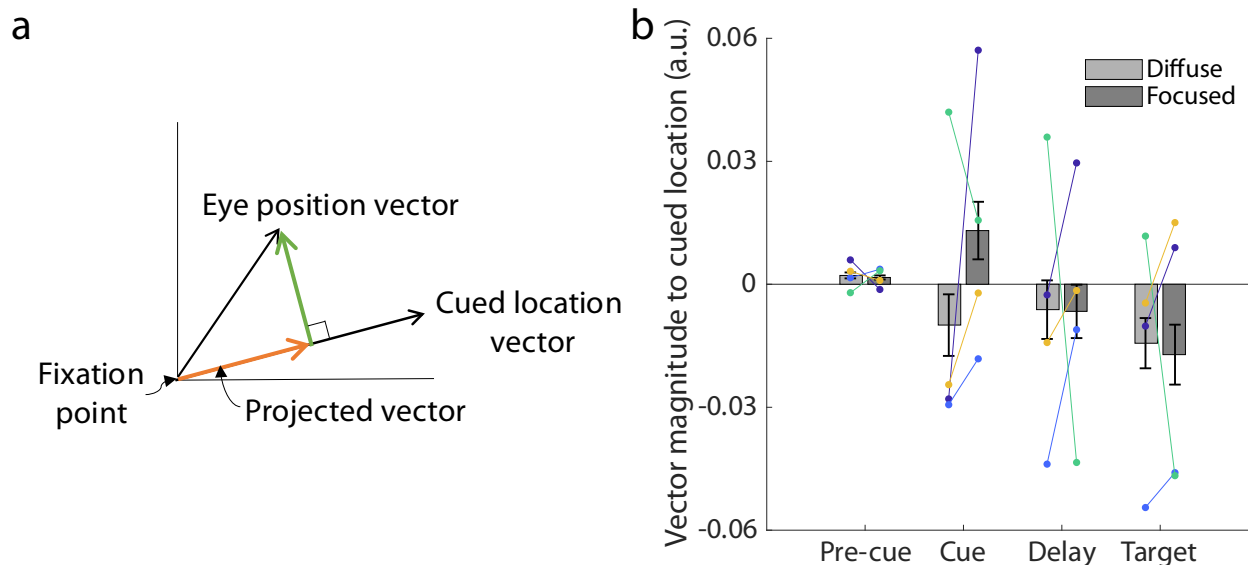 a
Eye position vector
Cued location
vector
Fixation
point
Projected vector
b
Vector magnitude to cued location (a.u.)
0.06
0.03
0
-0.03
-0.06
Diffuse
Focused
Pre-cue
Cue
Delay
Target